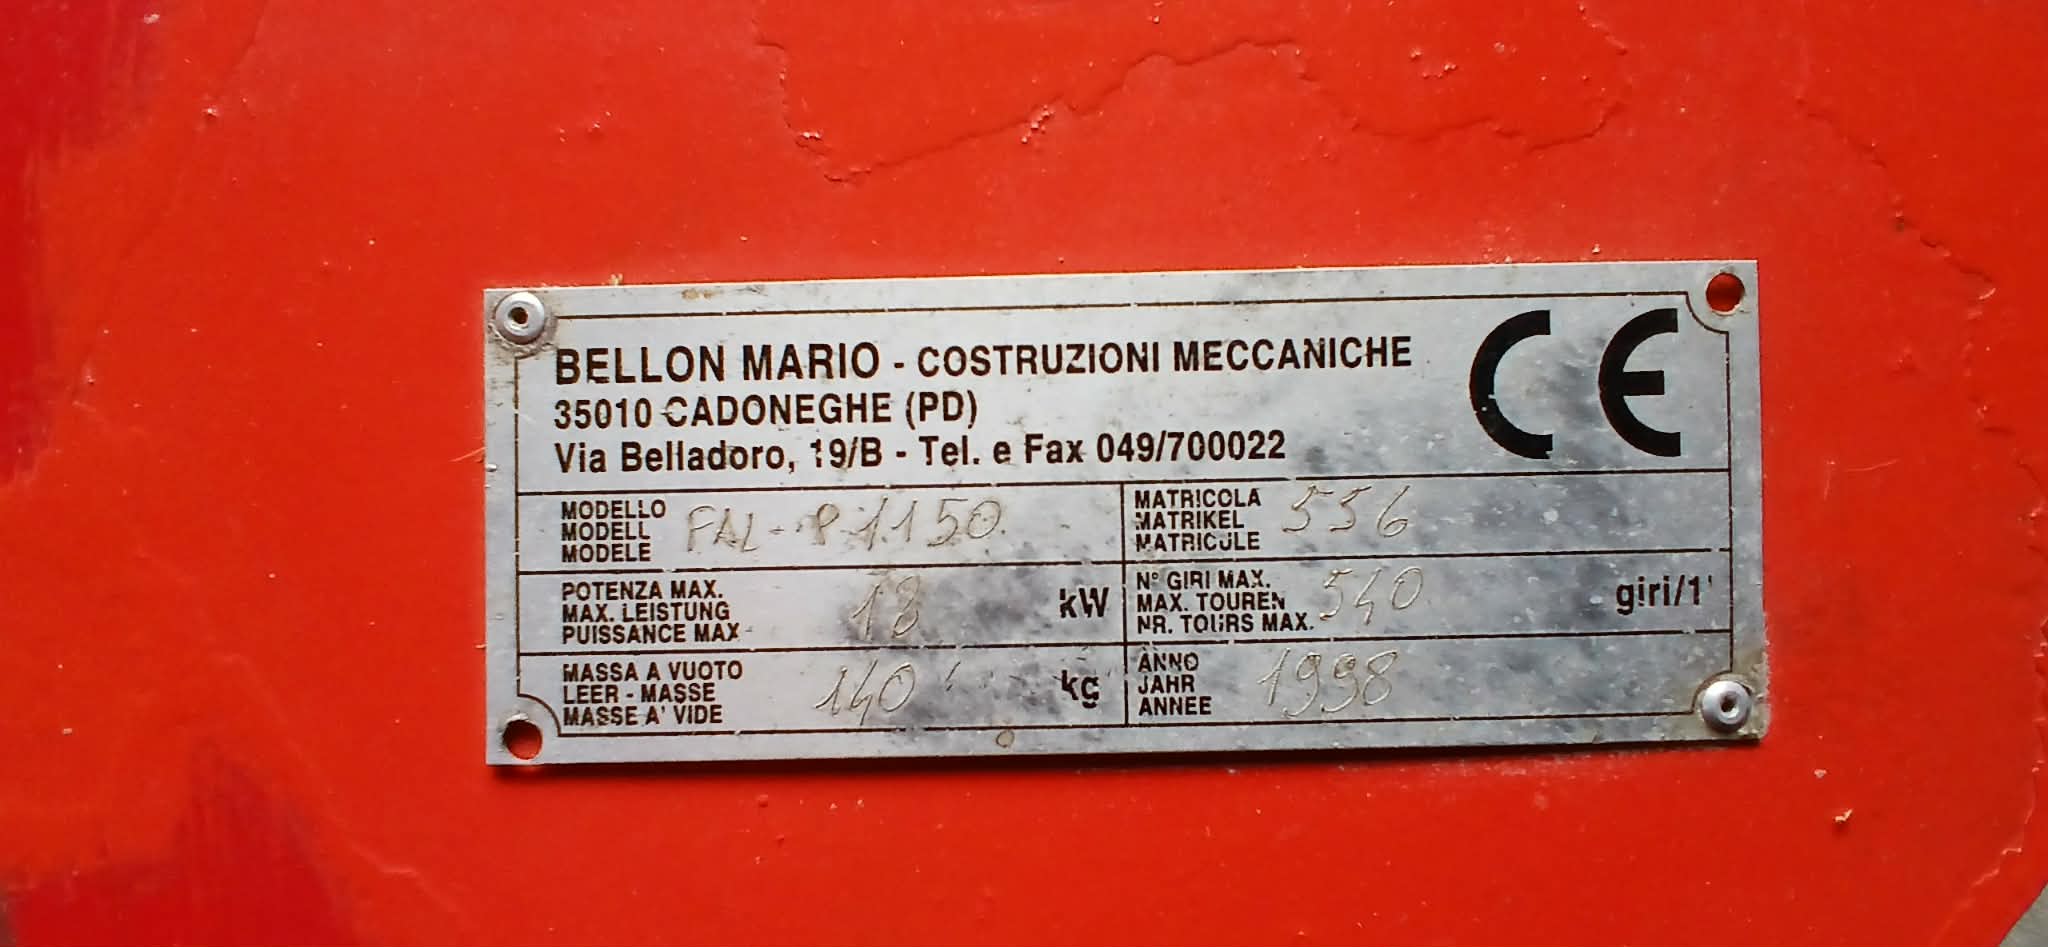 BELLON MARIO - COSTRUZIONI MECCANICHE
35010 CADONEGHE (PD)
Via Belladoro, 19/B - Tel. e Fax 049/700022
CE
MODELLO
MODELL
MODELE
FAL-P1150
MATRICOLA
MATRIKEL
MATRICULE
556
POTENZA MAX.
MAX. LEISTUNG
PUISSANCE MAX
18 kW
N° GIRI MAX.
MAX. TOUREN
NR. TOURS MAX.
540 giri/1'
MASSA A VUOTO
LEER - MASSE
MASSE A' VIDE
140 kg
ANNO
JAHR
ANNEE
1998